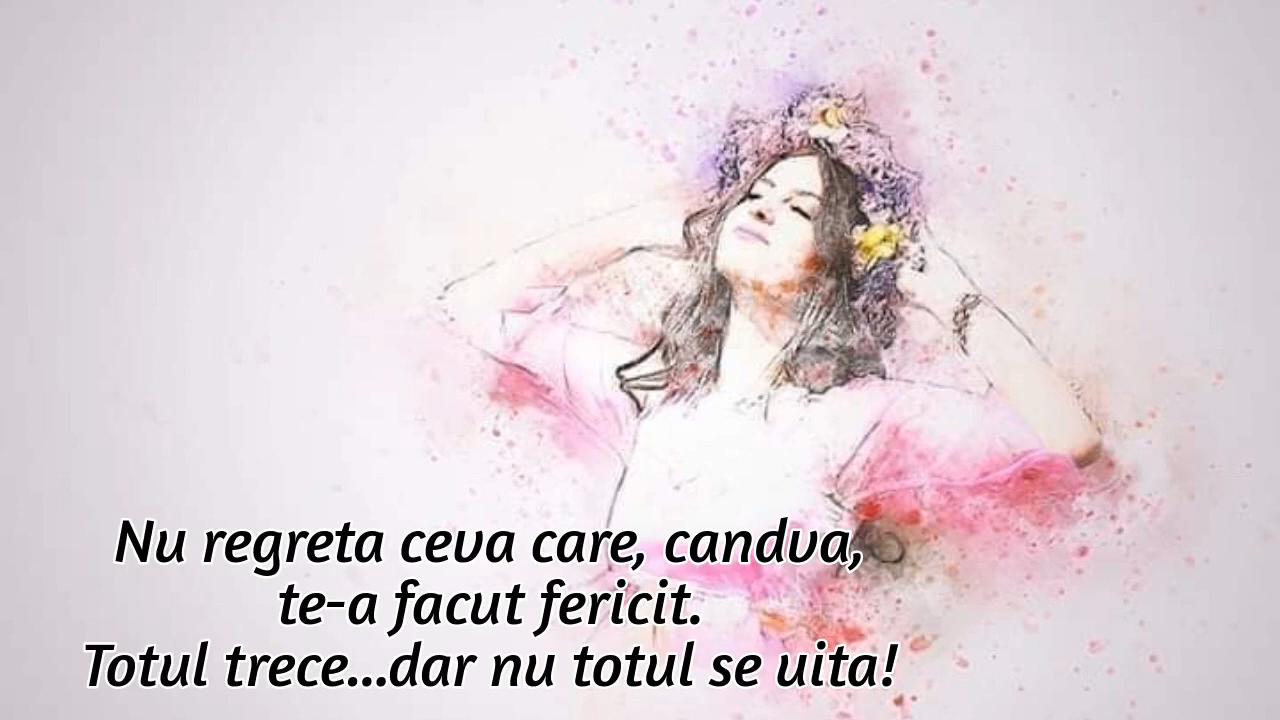 Nu regreta ceva care, candva,
te-a facut fericit.
Totul trece...dar nu totul se uita!